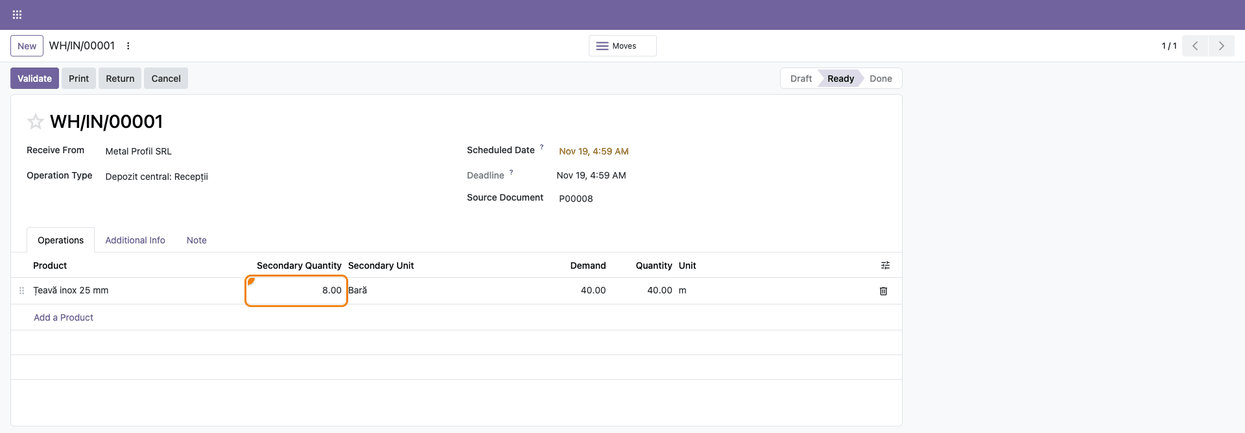 New WH/IN/00001 Moves 1 / 1
Validate Print Return Cancel Draft Ready Done
WH/IN/00001
Receive From Metal Profil SRL Scheduled Date ? Nov 19, 4:59 AM
Operation Type Depozit central: Recepții Deadline ? Nov 19, 4:59 AM
Source Document P00008
Operations Additional Info Note
Product Secondary Quantity Secondary Unit Demand Quantity Unit
Țeavă inox 25 mm 8.00 Bară 40.00 40.00 m
Add a Product